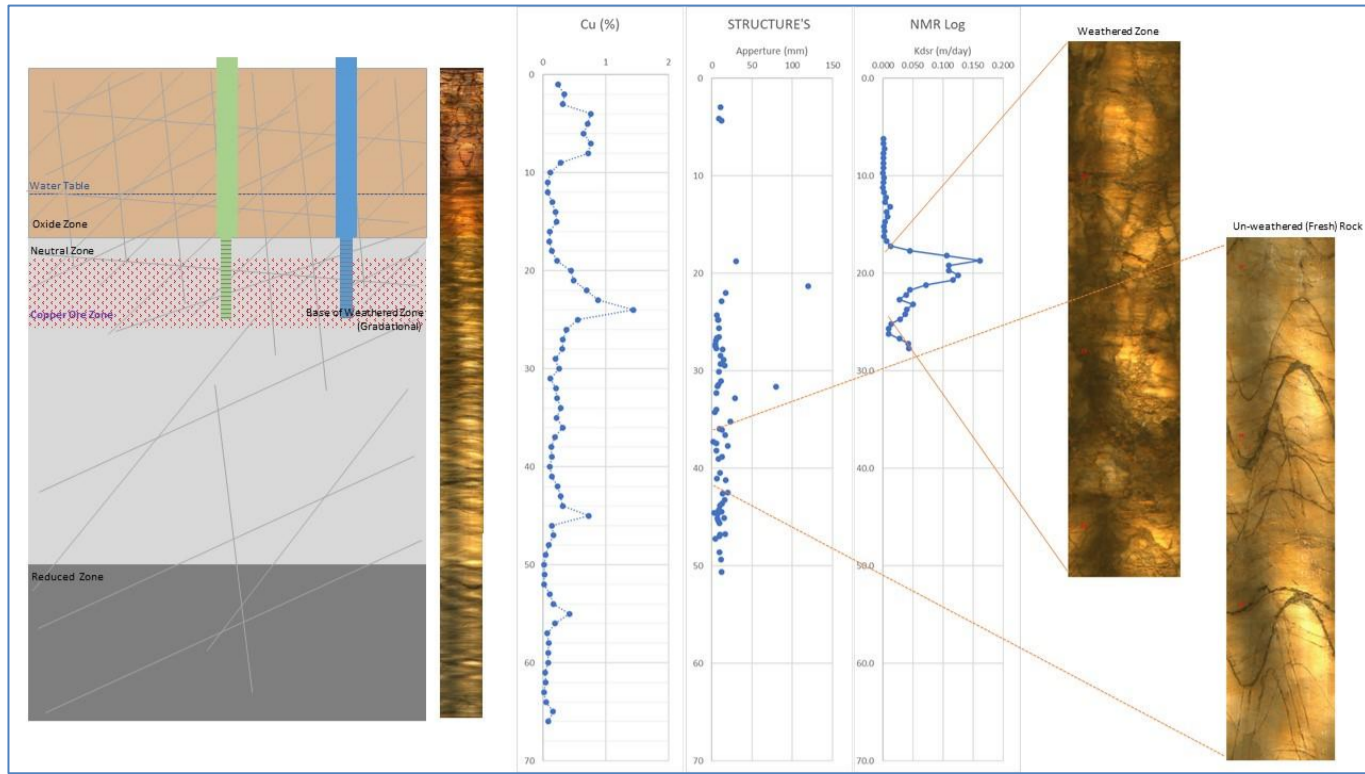 Cu (%)
0 1 2
0
10
20
30
40
50
60
70
STRUCTURE'S
Apperture (mm)
0 50 100 150
0
10
20
30
40
50
60
70
NMR Log
Kdsr (m/day)
0.000 0.050 0.100 0.150 0.200
0.0
10.0
20.0
30.0
40.0
50.0
60.0
70.0
Weathered Zone
Un-weathered (Fresh) Rock
Water Table
Oxide Zone
Neutral Zone
Copper Ore Zone
Base of Weathered Zone
(Gradational)
Reduced Zone